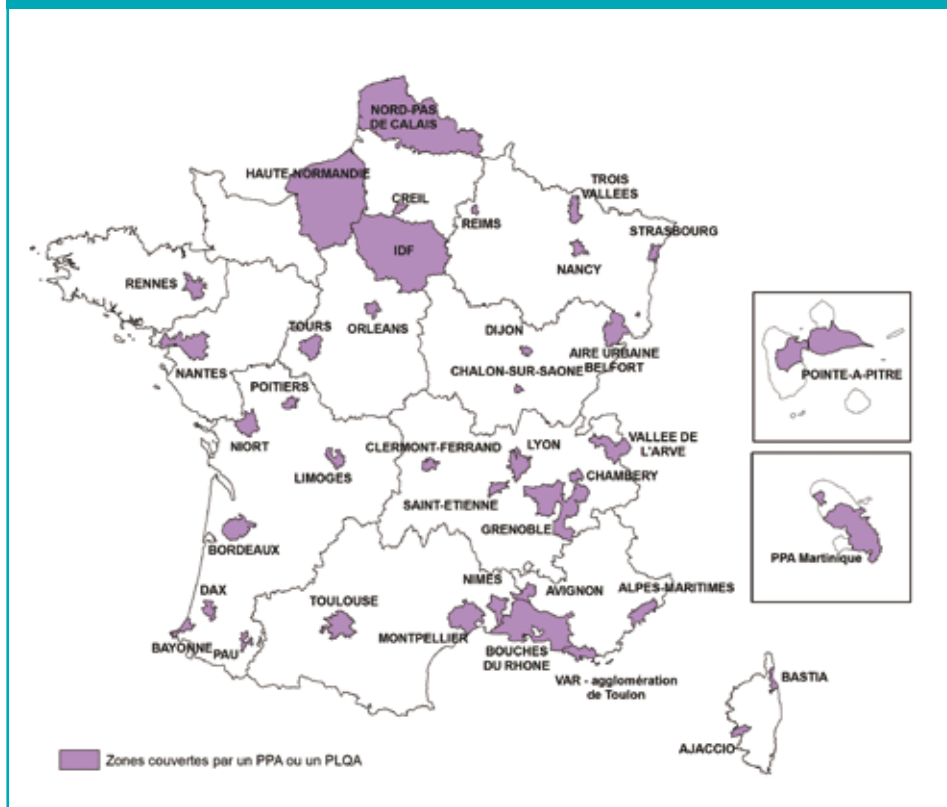 NORD-PAS
DE CALAIS
HAUTE-NORMANDIE
CREIL
REIMS
TROIS
VALLEES
STRASBOURG
IDF
NANCY
RENNES
ORLEANS
TOURS
DIJON
AIRE URBAINE
BELFORT
NANTES
CHALON-SUR-SAONE
POITIERS
POINTE-A-PITRE
NIORT
CLERMONT-FERRAND
LYON
VALLEE DE
L'ARVE
LIMOGES
CHAMBERY
SAINT-ETIENNE
GRENOBLE
BORDEAUX
PPA Martinique
DAX
TOULOUSE
NIMES
AVIGNON
ALPES-MARITIMES
MONTPELLIER
BAYONNE
PAU
BOUCHES
DU RHONE
VAR - agglomération
de Toulon
BASTIA
AJACCIO
Zones couvertes par un PPA ou un PLQA